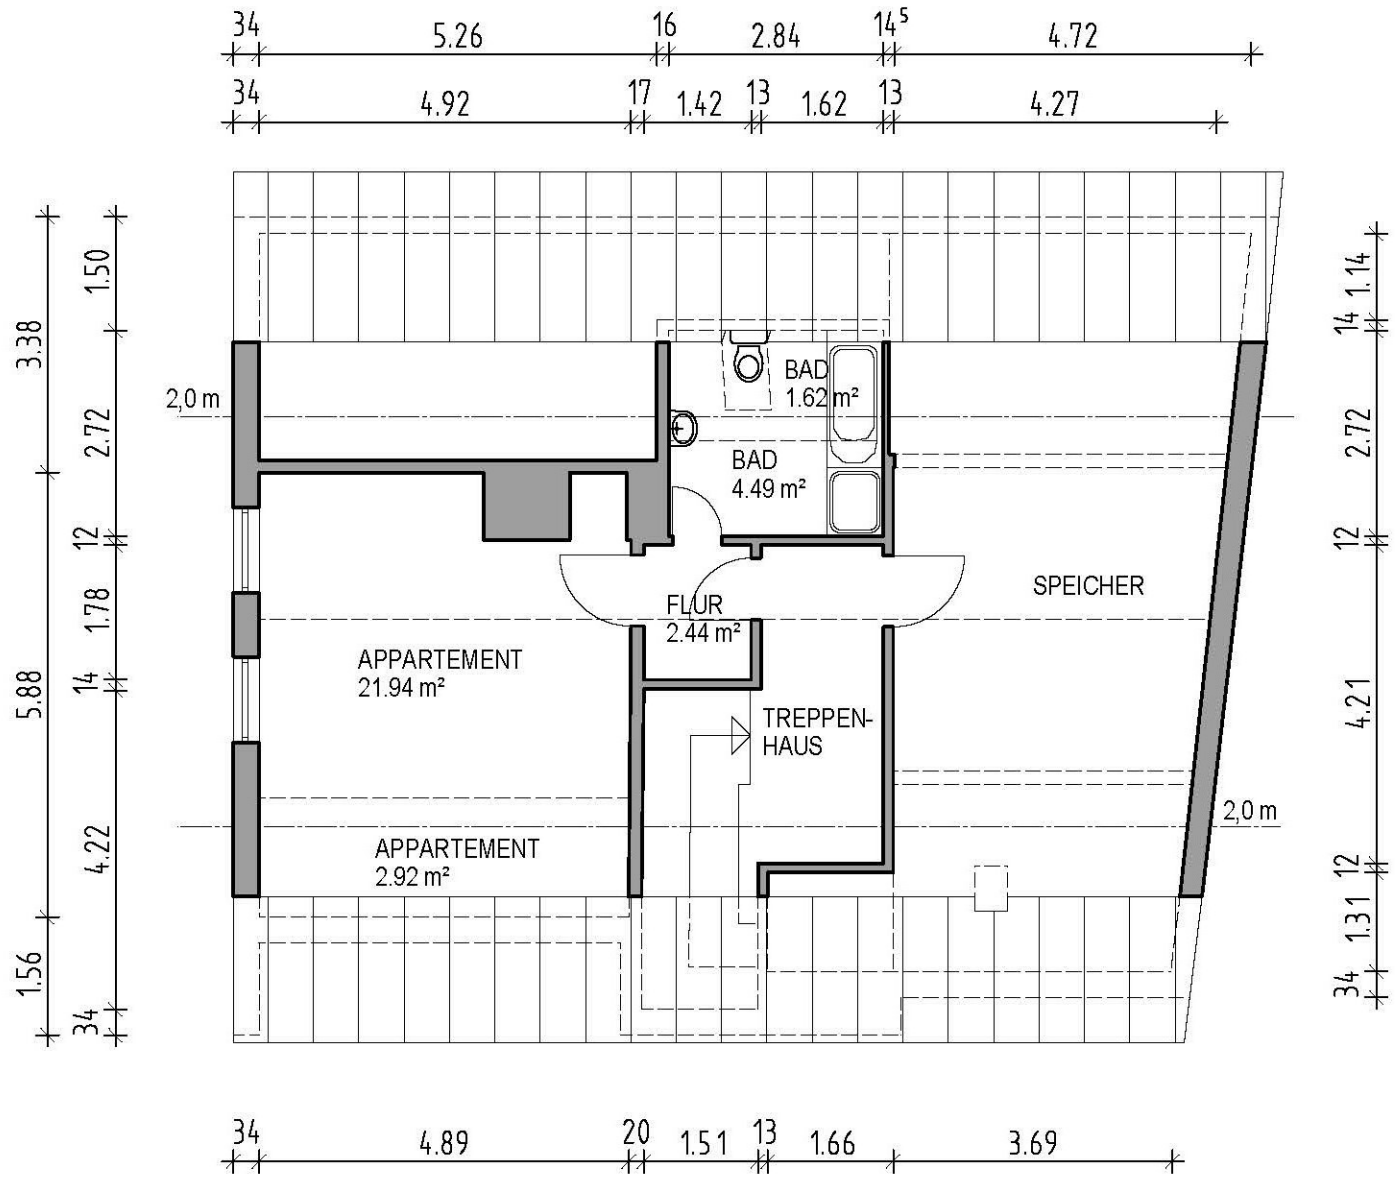 34 5.26 16 2.84 14⁵ 4.72
34 4.92 17 1.42 13 1.62 13 4.27
3.38
5.88
1.56
1.50
2.72
12
1.78
14
4.22
34
2,0 m
BAD
1.62 m²
BAD
4.49 m²
SPEICHER
FLUR
2.44 m²
APPARTEMENT
21.94 m²
TREPPEN-
HAUS
APPARTEMENT
2.92 m²
2,0 m
1.14
14
2.72
12
4.21
12
1.31
34
34 4.89 20 1.51 13 1.66 3.69